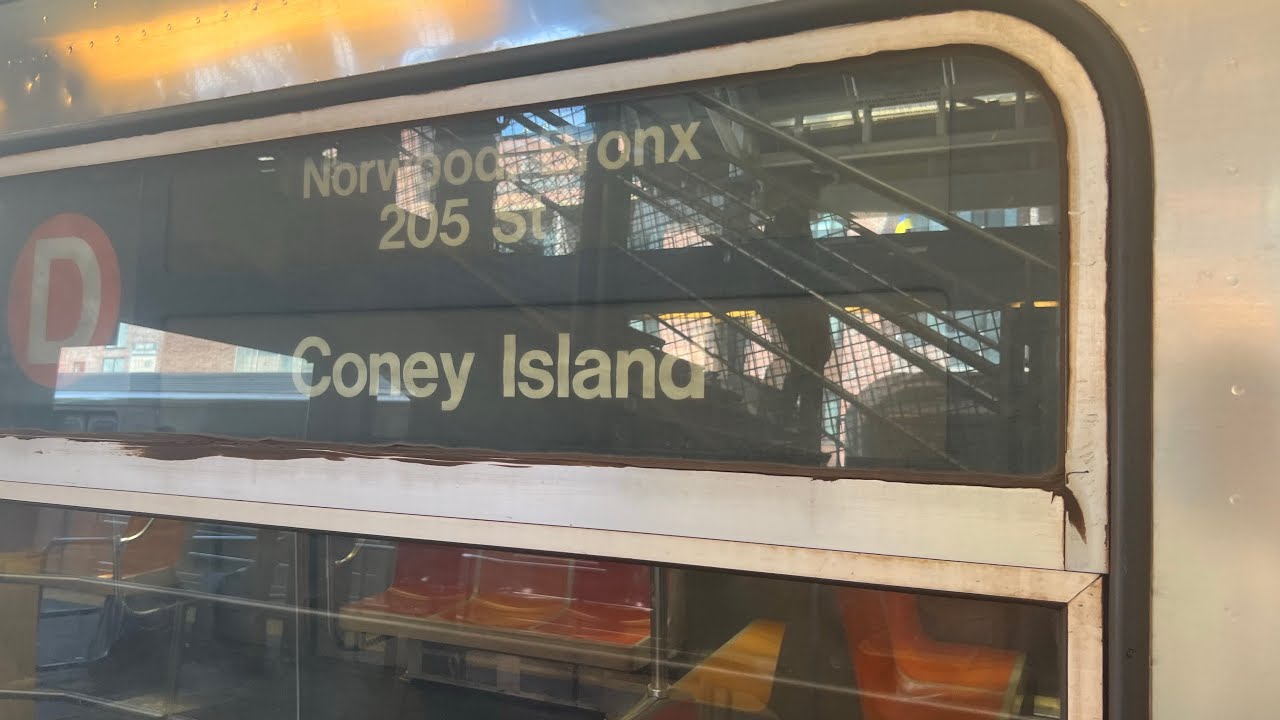 Norwood, Bronx
205 St
D
Coney Island